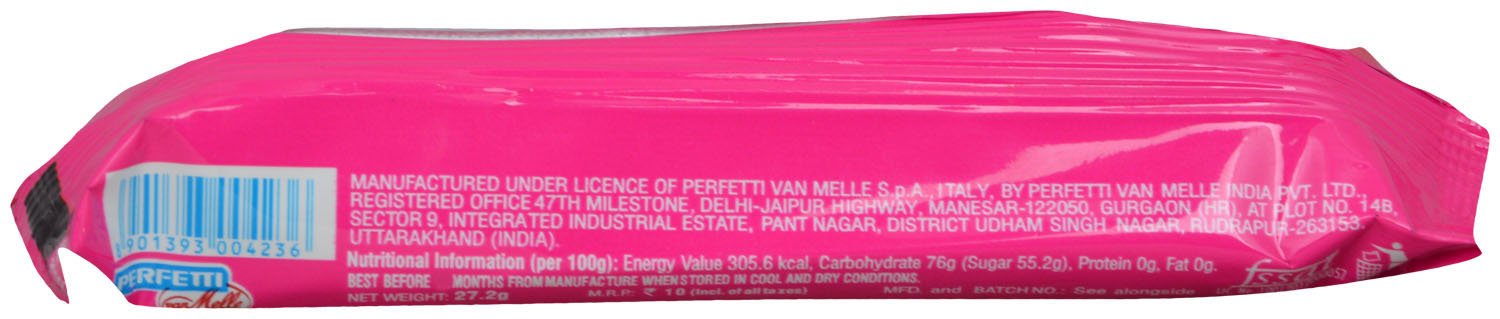 MANUFACTURED UNDER LICENCE OF PERFETTI VAN MELLE S.p.A., ITALY, BY PERFETTI VAN MELLE INDIA PVT. LTD.,
REGISTERED OFFICE 47TH MILESTONE, DELHI-JAIPUR HIGHWAY, MANESAR-122050, GURGAON (HR), AT PLOT NO. 14B,
SECTOR 9, INTEGRATED INDUSTRIAL ESTATE, PANT NAGAR, DISTRICT UDHAM SINGH NAGAR, RUDRAPUR-263153.
UTTARAKHAND (INDIA).
8 901393 004236
Nutritional Information (per 100g): Energy Value 305.6 kcal, Carbohydrate 76g (Sugar 55.2g), Protein 0g, Fat 0g.
BEST BEFORE MONTHS FROM MANUFACTURE WHEN STORED IN COOL AND DRY CONDITIONS.
NET WEIGHT: 27.2g M.R.P.: ₹ 10 (incl. of all taxes) MFD. and BATCH NO.: See alongside
PERFETTI
van Melle
fssai